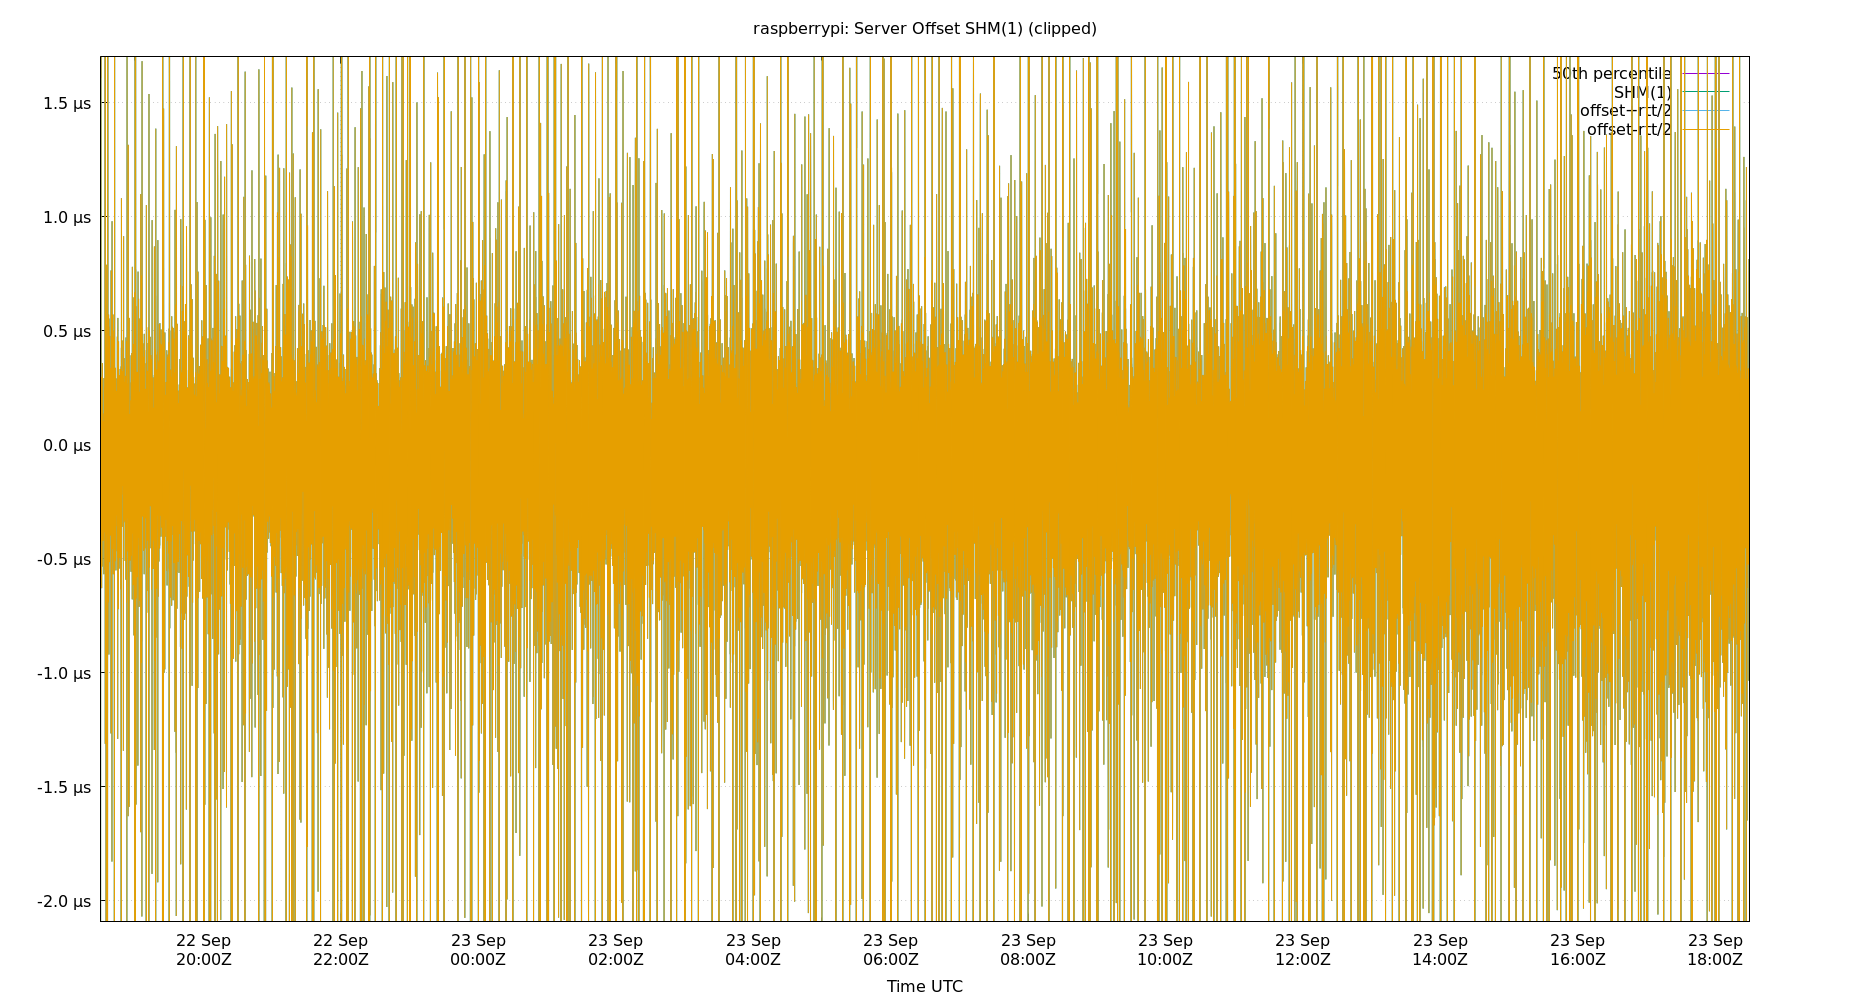 raspberrypi: Server Offset SHM(1) (clipped)
50th percentile
SHM(1)
offset+rtt/2
offset-rtt/2
1.5 µs
1.0 µs
0.5 µs
0.0 µs
-0.5 µs
-1.0 µs
-1.5 µs
-2.0 µs
22 Sep 22 Sep 23 Sep 23 Sep 23 Sep 23 Sep 23 Sep 23 Sep 23 Sep 23 Sep 23 Sep 23 Sep
20:00Z 22:00Z 00:00Z 02:00Z 04:00Z 06:00Z 08:00Z 10:00Z 12:00Z 14:00Z 16:00Z 18:00Z
Time UTC